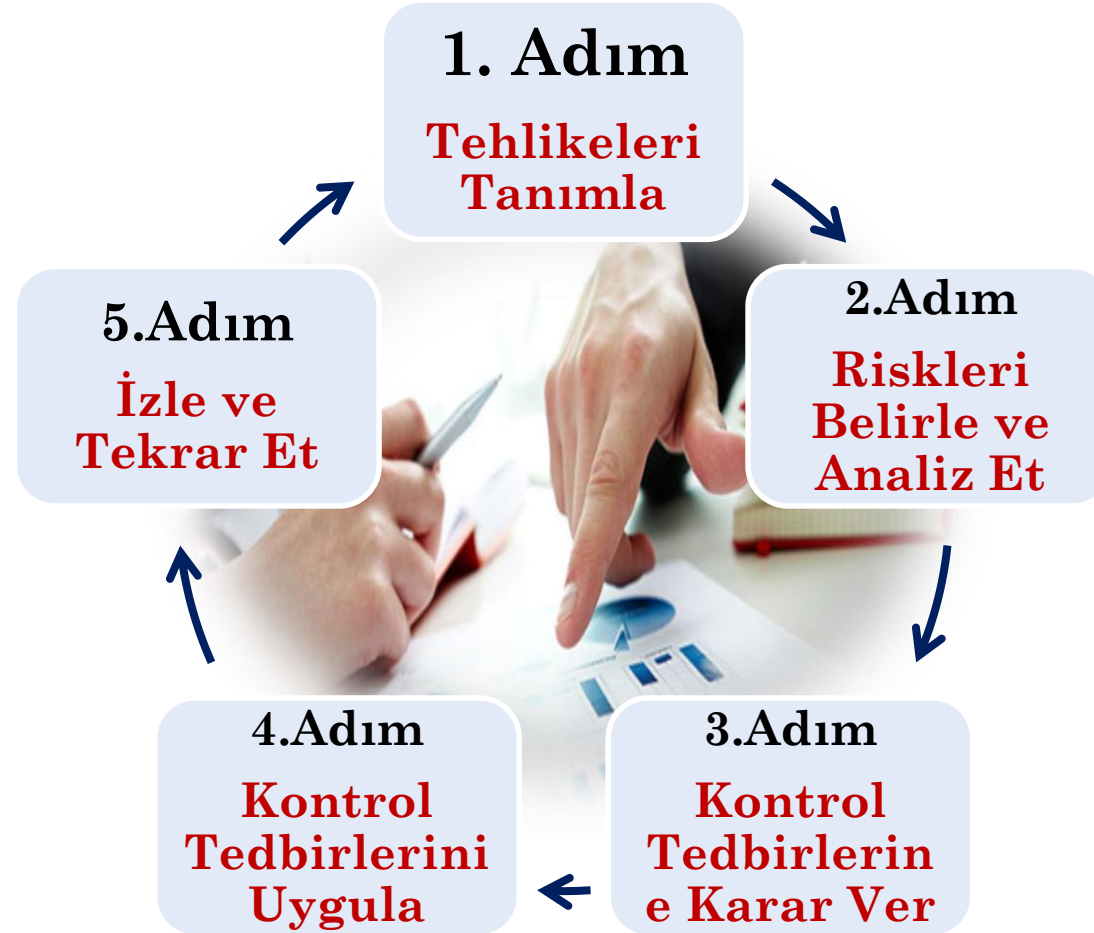 1. Adım
Tehlikeleri
Tanımla
2.Adım
Riskleri
Belirle ve
Analiz Et
3.Adım
Kontrol
Tedbirlerin
e Karar Ver
4.Adım
Kontrol
Tedbirlerini
Uygula
5.Adım
İzle ve
Tekrar Et